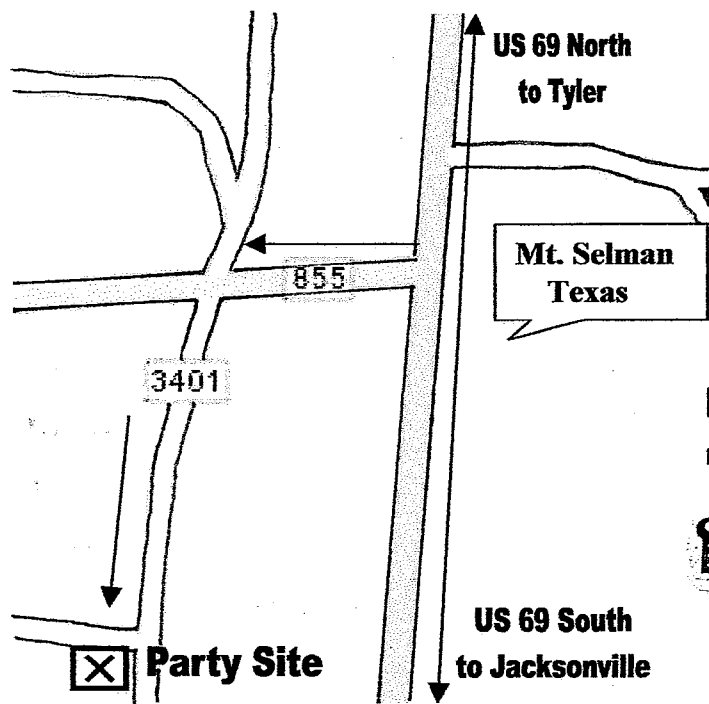 US 69 North
to Tyler
Mt. Selman
Texas
855
3401
US 69 South
to Jacksonville
Party Site